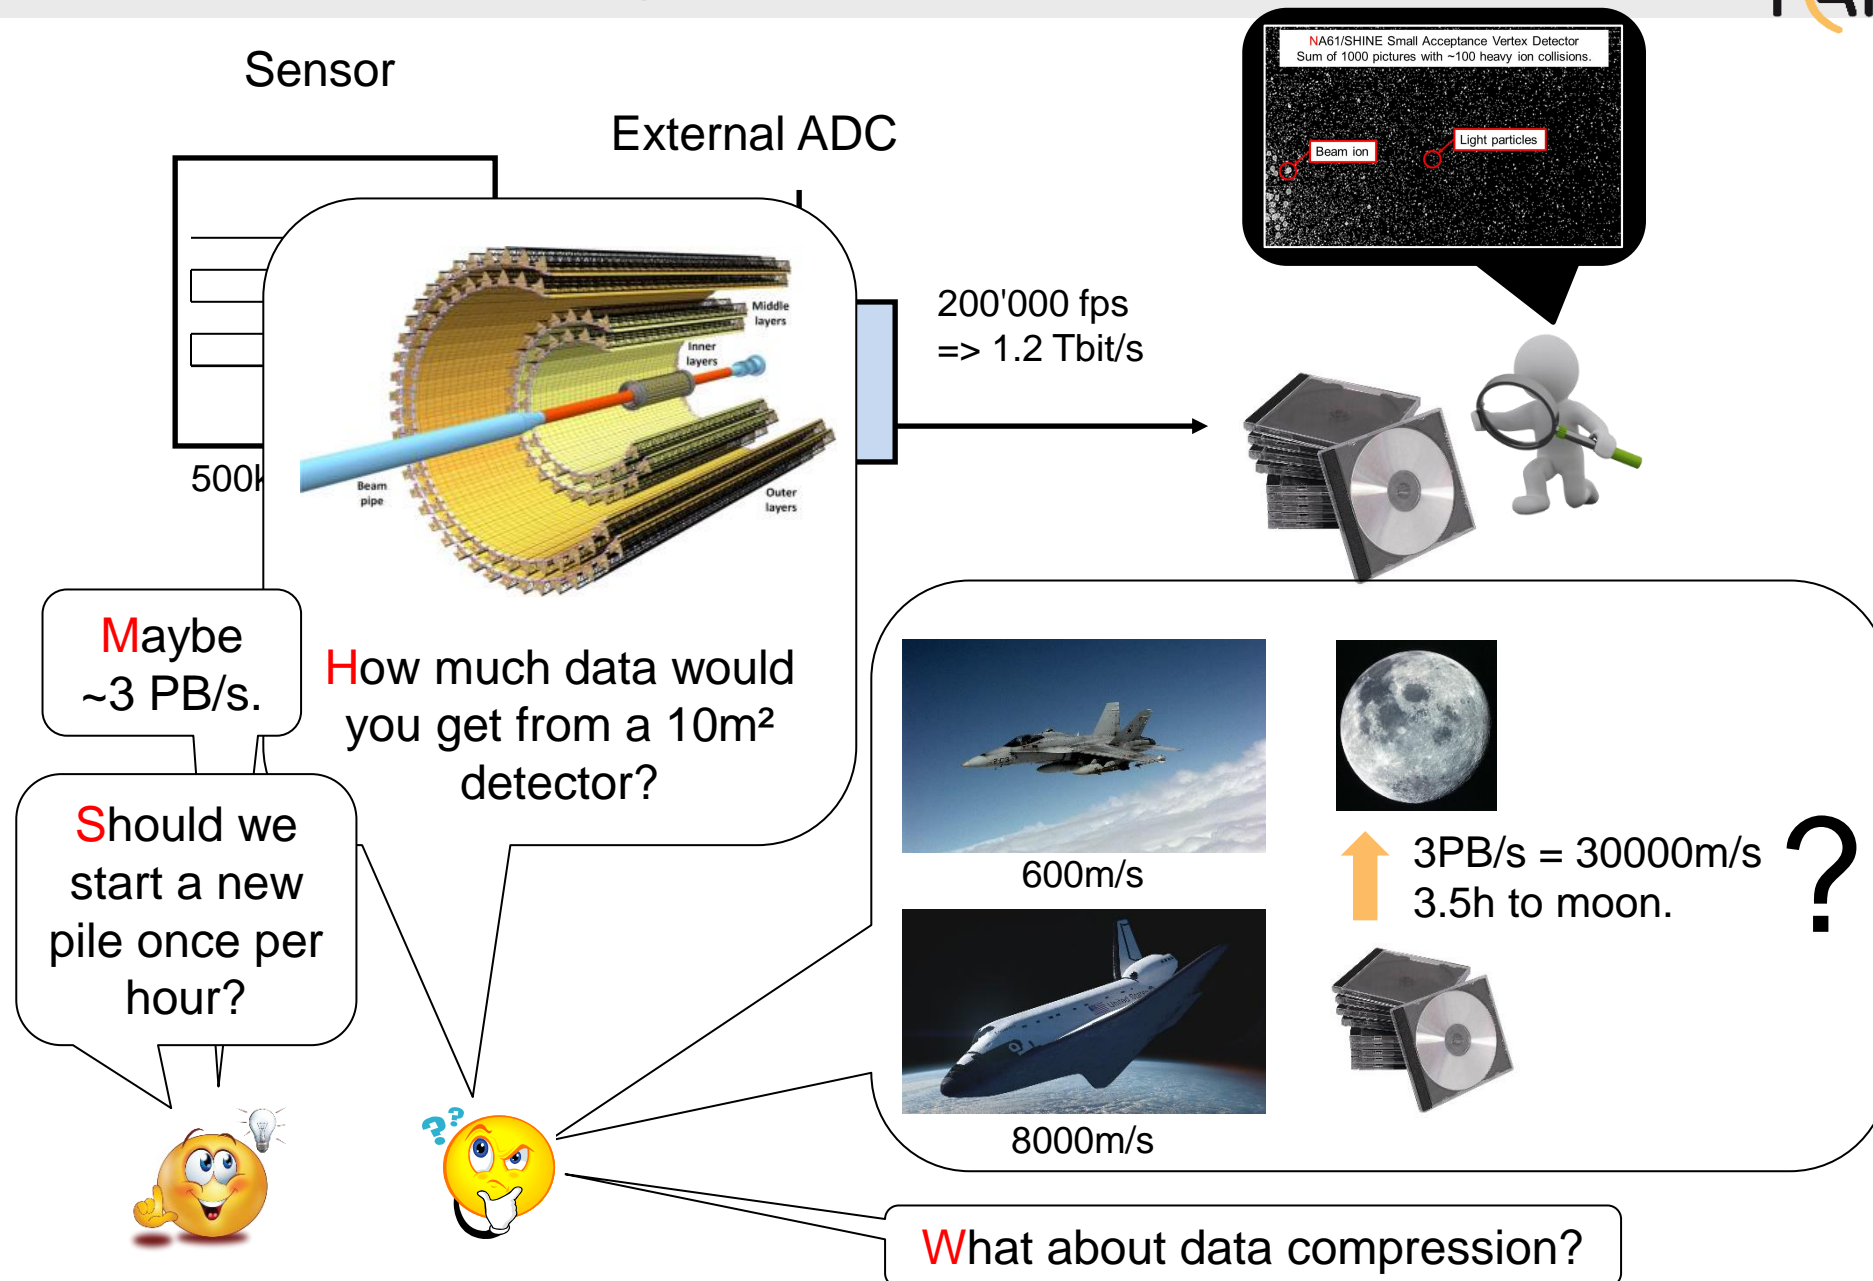 Sensor
External ADC
NA61/SHINE Small Acceptance Vertex Detector
Sum of 1000 pictures with ~100 heavy ion collisions.
Beam ion
Light particles
Middle
layers
Inner
layers
Beam
pipe
Outer
layers
200'000 fps
=> 1.2 Tbit/s
How much data would
you get from a 10m²
detector?
Maybe
~3 PB/s.
Should we
start a new
pile once per
hour?
600m/s
8000m/s
3PB/s = 30000m/s
3.5h to moon.
?
What about data compression?